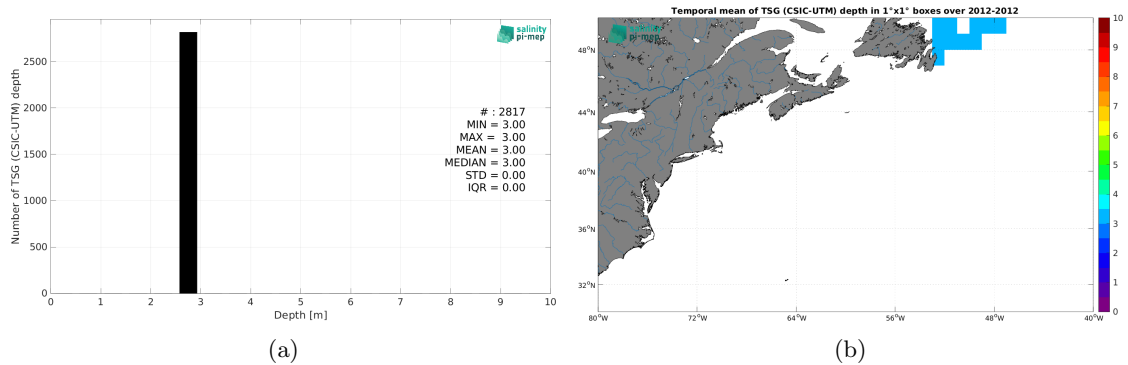 salinity
pi-mep
# : 2817
MIN = 3.00
MAX = 3.00
MEAN = 3.00
MEDIAN = 3.00
STD = 0.00
IQR = 0.00
Number of TSG (CSIC-UTM) depth
2500
2000
1500
1000
500
0
0 1 2 3 4 5 6 7 8 9 10
Depth [m]
(a)
Temporal mean of TSG (CSIC-UTM) depth in 1°x1° boxes over 2012-2012
salinity
pi-mep
48°N
44°N
40°N
36°N
32°N
80°W 72°W 64°W 56°W 48°W 40°W
10
9
8
7
6
5
4
3
2
1
0
(b)